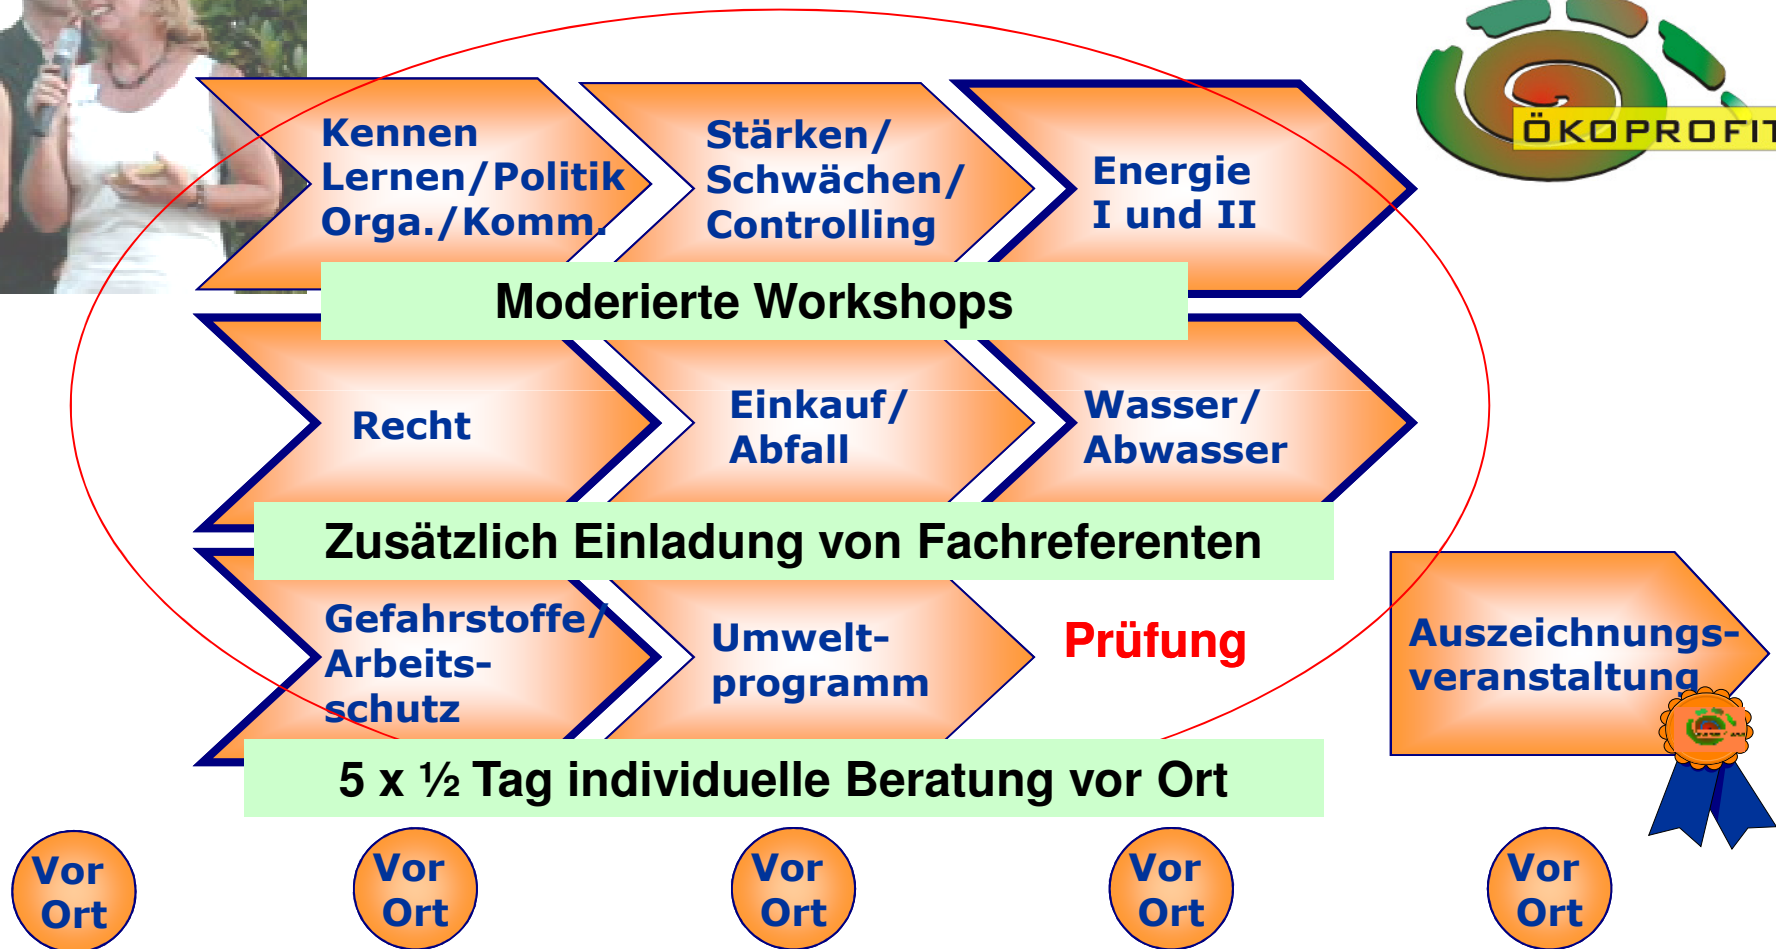 ÖKOPROFIT
Kennen
Lernen/Politik
Orga./Komm.
Stärken/
Schwächen/
Controlling
Energie
I und II
Moderierte Workshops
Recht
Einkauf/
Abfall
Wasser/
Abwasser
Zusätzlich Einladung von Fachreferenten
Gefahrstoffe/
Arbeits-
schutz
Umwelt-
programm
Prüfung
Auszeichnungs-
veranstaltung
5 x ½ Tag individuelle Beratung vor Ort
Vor
Ort
Vor
Ort
Vor
Ort
Vor
Ort
Vor
Ort